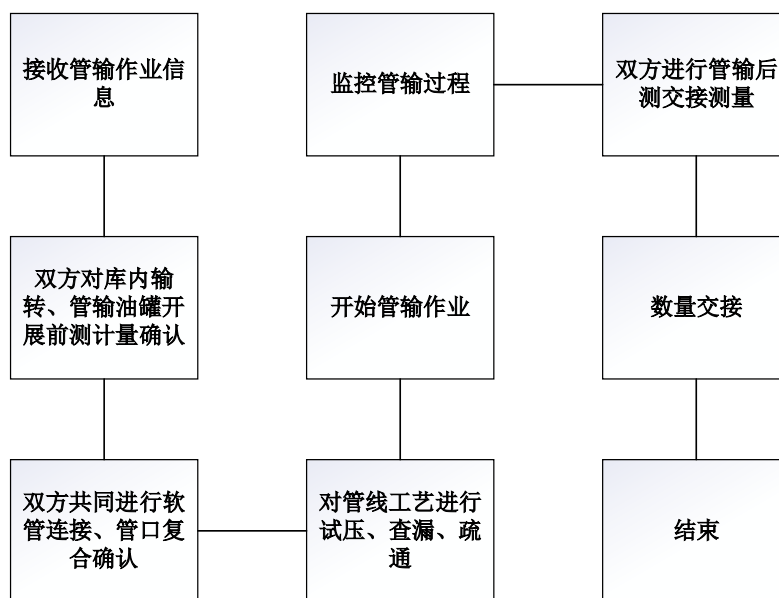 接收管输作业信
息
双方对库内输
转、管输油罐开
展前测计量确认
双方共同进行软
管连接、管口复
合确认
对管线工艺进行
试压、查漏、疏
通
开始管输作业
监控管输过程
双方进行管输后
测交接测量
数量交接
结束